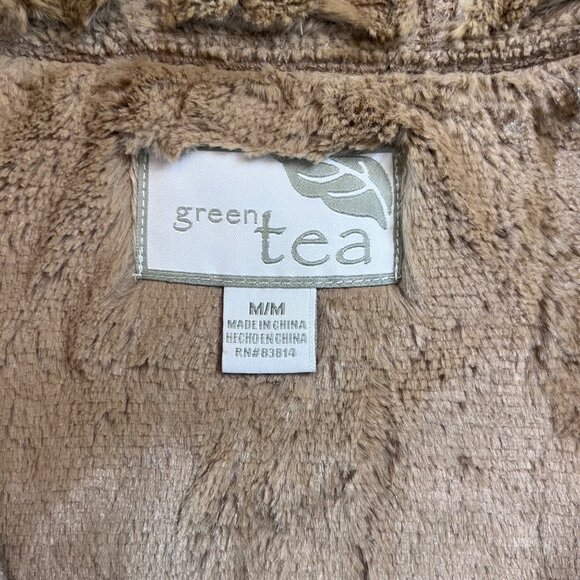 green
tea
M/M
MADE IN CHINA
HECHO EN CHINA
RN#83814